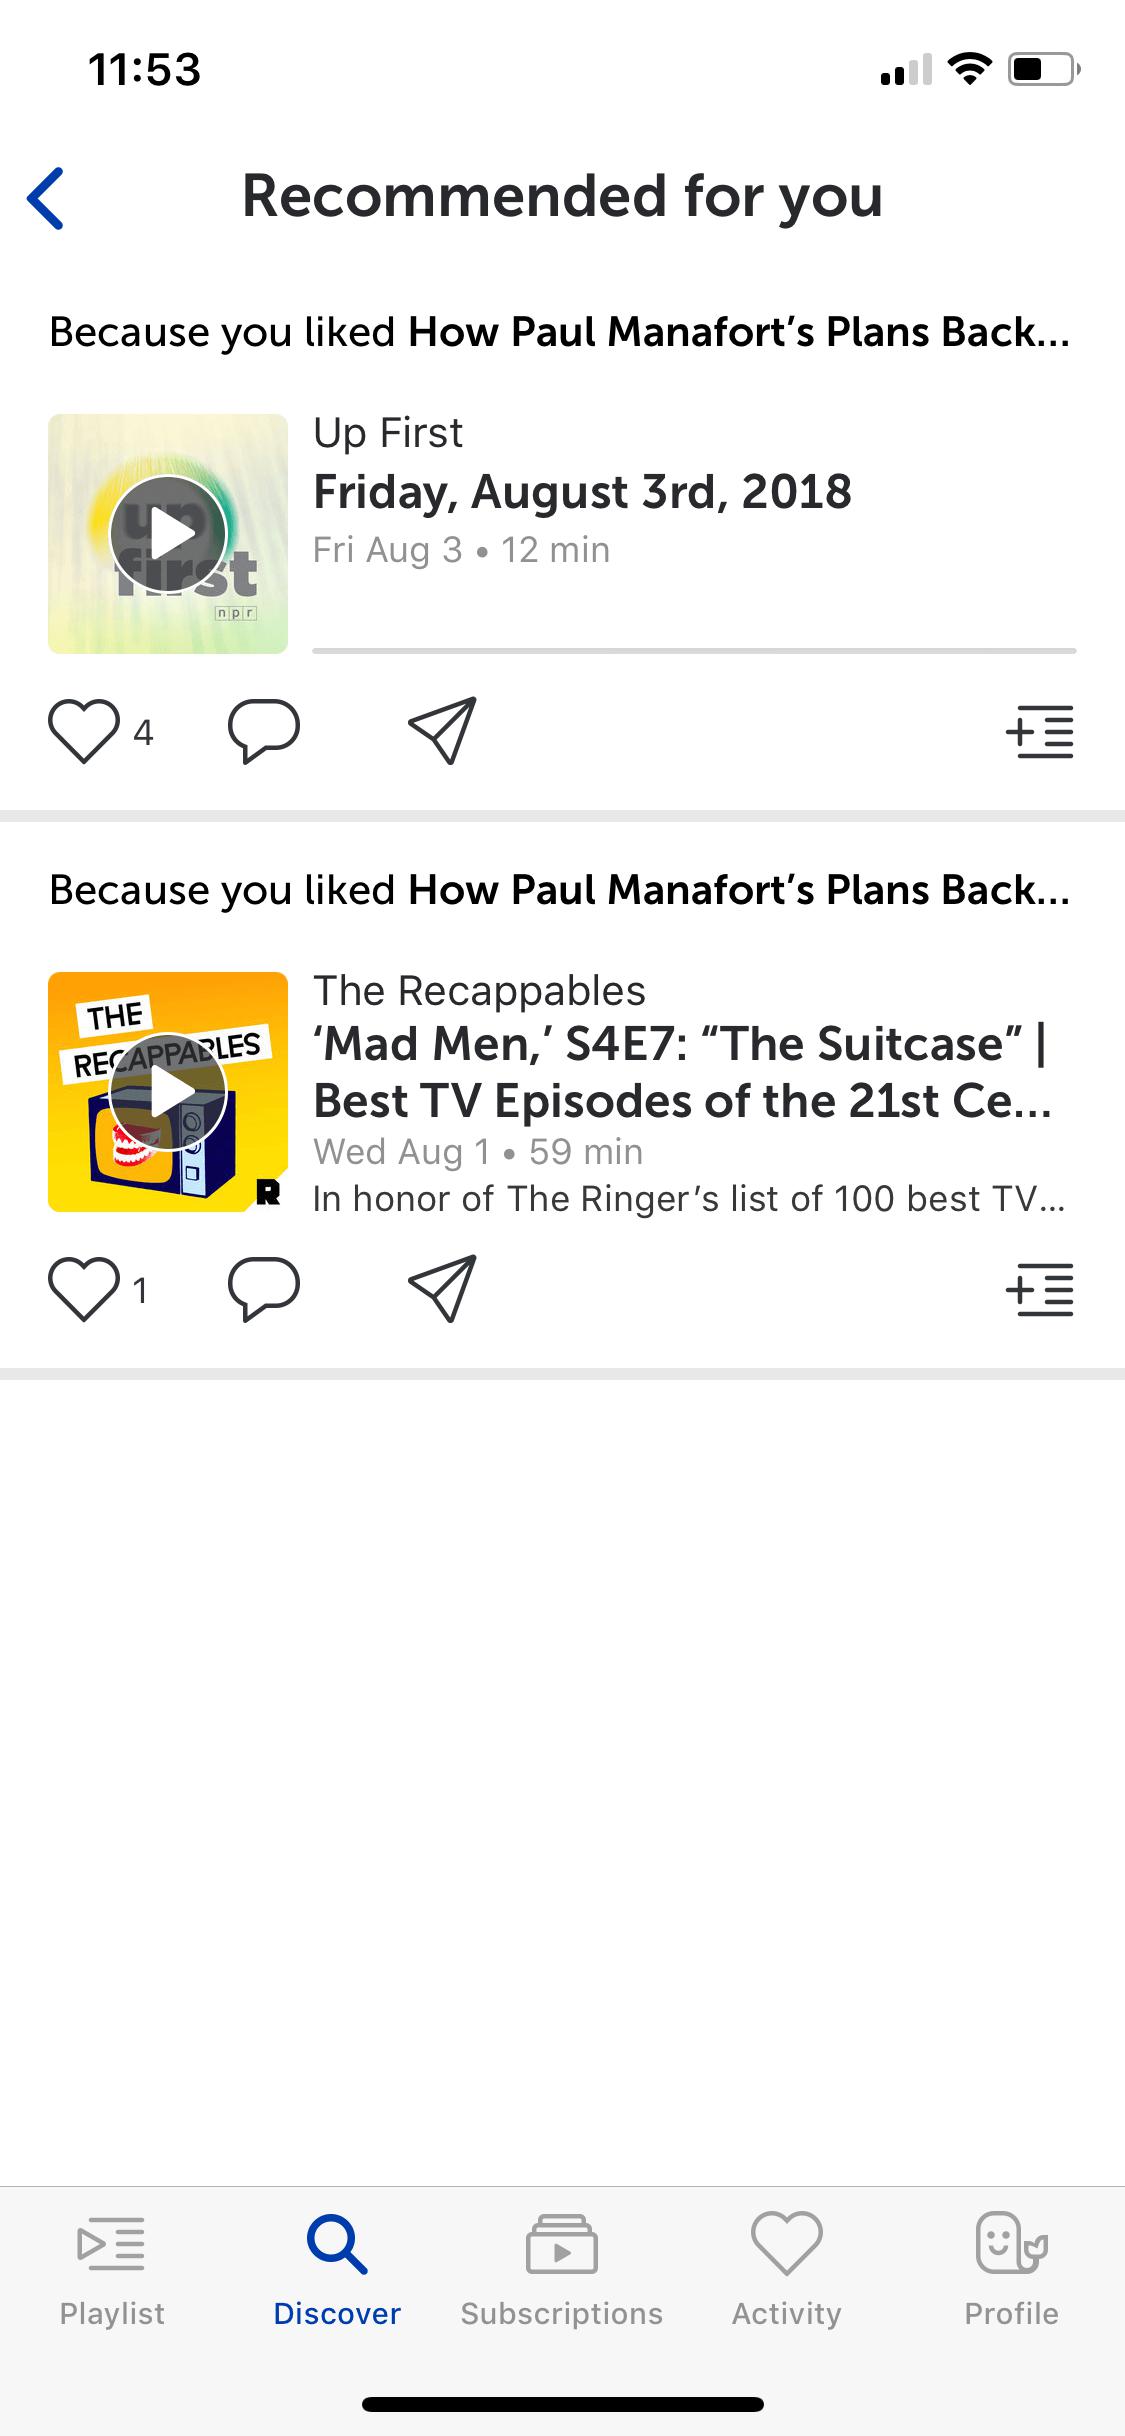 11:53
Recommended for you
Because you liked How Paul Manafort’s Plans Back...
up
first
npr
Up First
Friday, August 3rd, 2018
Fri Aug 3 • 12 min
4
Because you liked How Paul Manafort’s Plans Back...
THE
RECAPPABLES
R
The Recappables
‘Mad Men,’ S4E7: “The Suitcase” |
Best TV Episodes of the 21st Ce...
Wed Aug 1 • 59 min
In honor of The Ringer’s list of 100 best TV...
1
Playlist
Discover
Subscriptions
Activity
Profile